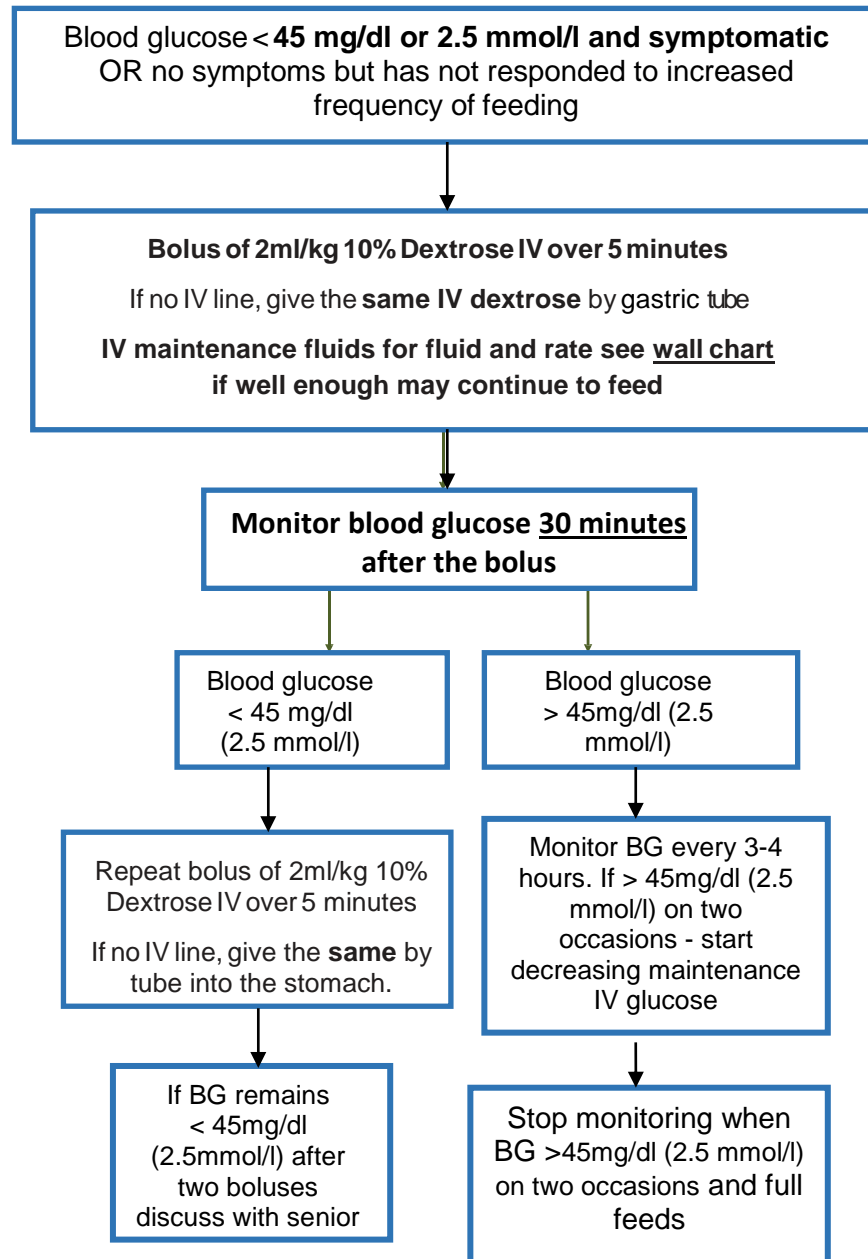 Blood glucose < 45 mg/dl or 2.5 mmol/l and symptomatic
OR no symptoms but has not responded to increased
frequency of feeding
Bolus of 2ml/kg 10% Dextrose IV over 5 minutes
If no IV line, give the same IV dextrose by gastric tube
IV maintenance fluids for fluid and rate see wall chart
if well enough may continue to feed
Monitor blood glucose 30 minutes
after the bolus
Blood glucose
< 45 mg/dl
(2.5 mmol/l)
Blood glucose
> 45mg/dl (2.5
mmol/l)
Repeat bolus of 2ml/kg 10%
Dextrose IV over 5 minutes
If no IV line, give the same by
tube into the stomach.
Monitor BG every 3-4
hours. If > 45mg/dl (2.5
mmol/l) on two
occasions - start
decreasing maintenance
IV glucose
If BG remains
< 45mg/dl
(2.5mmol/l) after
two boluses
discuss with senior
Stop monitoring when
BG >45mg/dl (2.5 mmol/l)
on two occasions and full
feeds